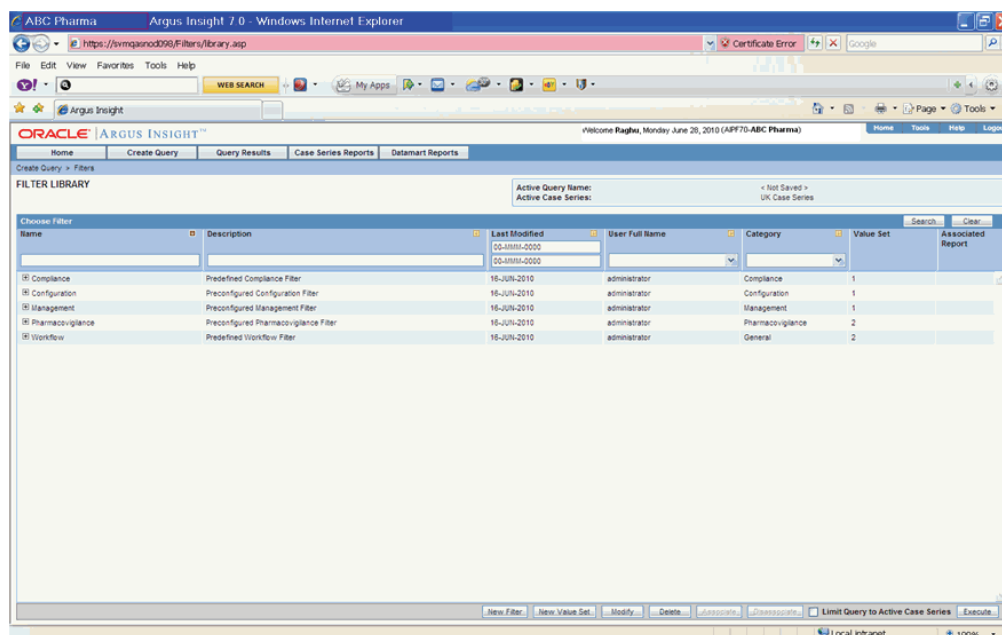 ABC Pharma Argus Insight 7.0 - Windows Internet Explorer
https://svmqasnod098/Filters/library.asp Certificate Error Google
File Edit View Favorites Tools Help
Y! WEB SEARCH My Apps
Argus Insight Page Tools
ORACLE ARGUS INSIGHT™ Welcome Raghu, Monday June 28, 2010 (AIPF70-ABC Pharma) Home Tools Help Logou
Home Create Query Query Results Case Series Reports Datamart Reports
Create Query > Filters
FILTER LIBRARY
Active Query Name: < Not Saved >
Active Case Series: UK Case Series
Choose Filter Search Clear
Name Description Last Modified User Full Name Category Value Set Associated Report
00-MMM-0000
00-MMM-0000
Compliance Predefined Compliance Filter 16-JUN-2010 administrator Compliance 1
Configuration Preconfigured Configuration Filter 16-JUN-2010 administrator Configuration 1
Management Preconfigured Management Filter 16-JUN-2010 administrator Management 1
Pharmacovigilance Preconfigured Pharmacovigilance Filter 16-JUN-2010 administrator Pharmacovigilance 2
Workflow Predefined Workflow Filter 16-JUN-2010 administrator General 2
New Filter New Value Set Modify Delete Associate Disassociate Limit Query to Active Case Series Execute
Local intranet 100%